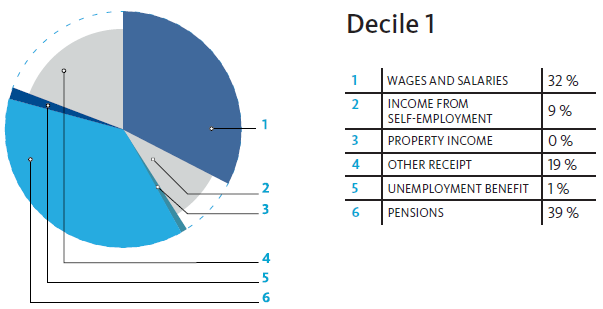 Decile 1
1 WAGES AND SALARIES 32 %
2 INCOME FROM
SELF-EMPLOYMENT 9 %
3 PROPERTY INCOME 0 %
4 OTHER RECEIPT 19 %
5 UNEMPLOYMENT BENEFIT 1 %
6 PENSIONS 39 %
1
2
3
4
5
6